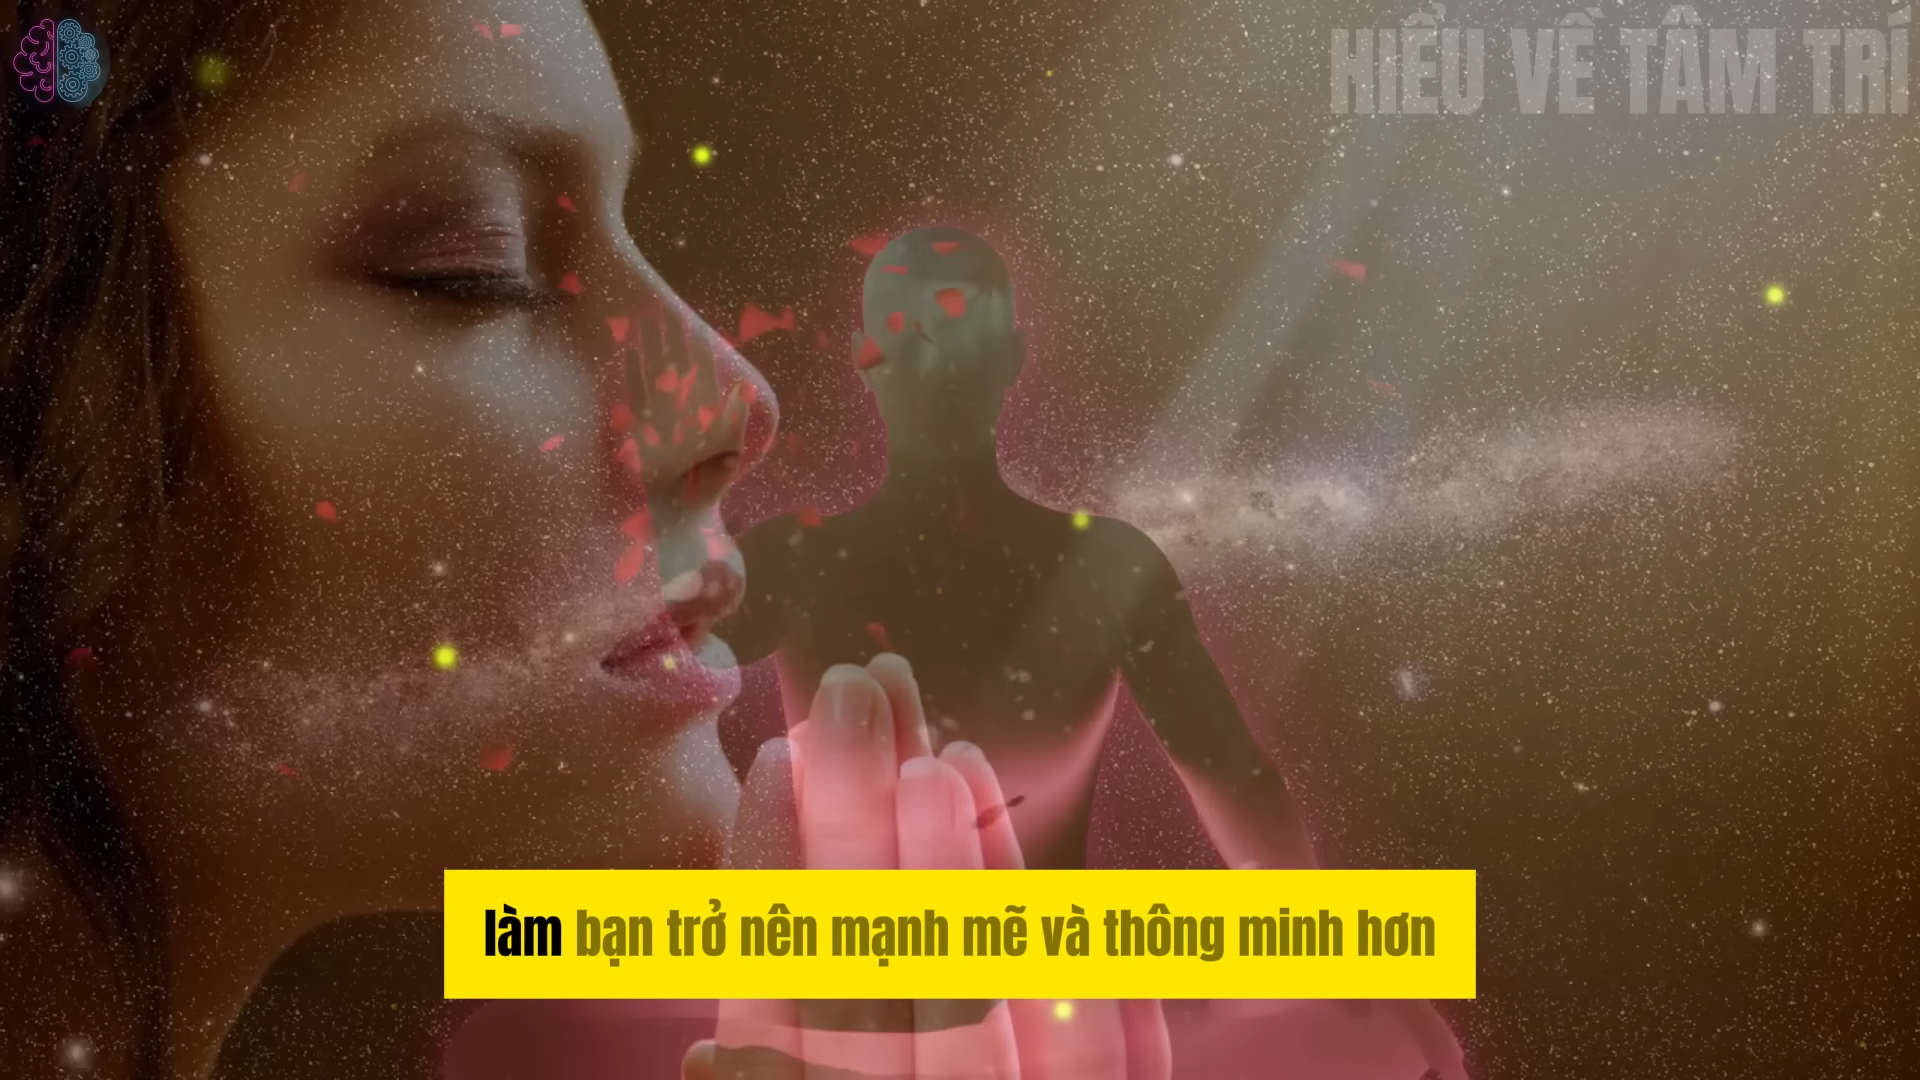 HIỂU VỀ TÂM TRÍ
làm bạn trở nên mạnh mẽ và thông minh hơn